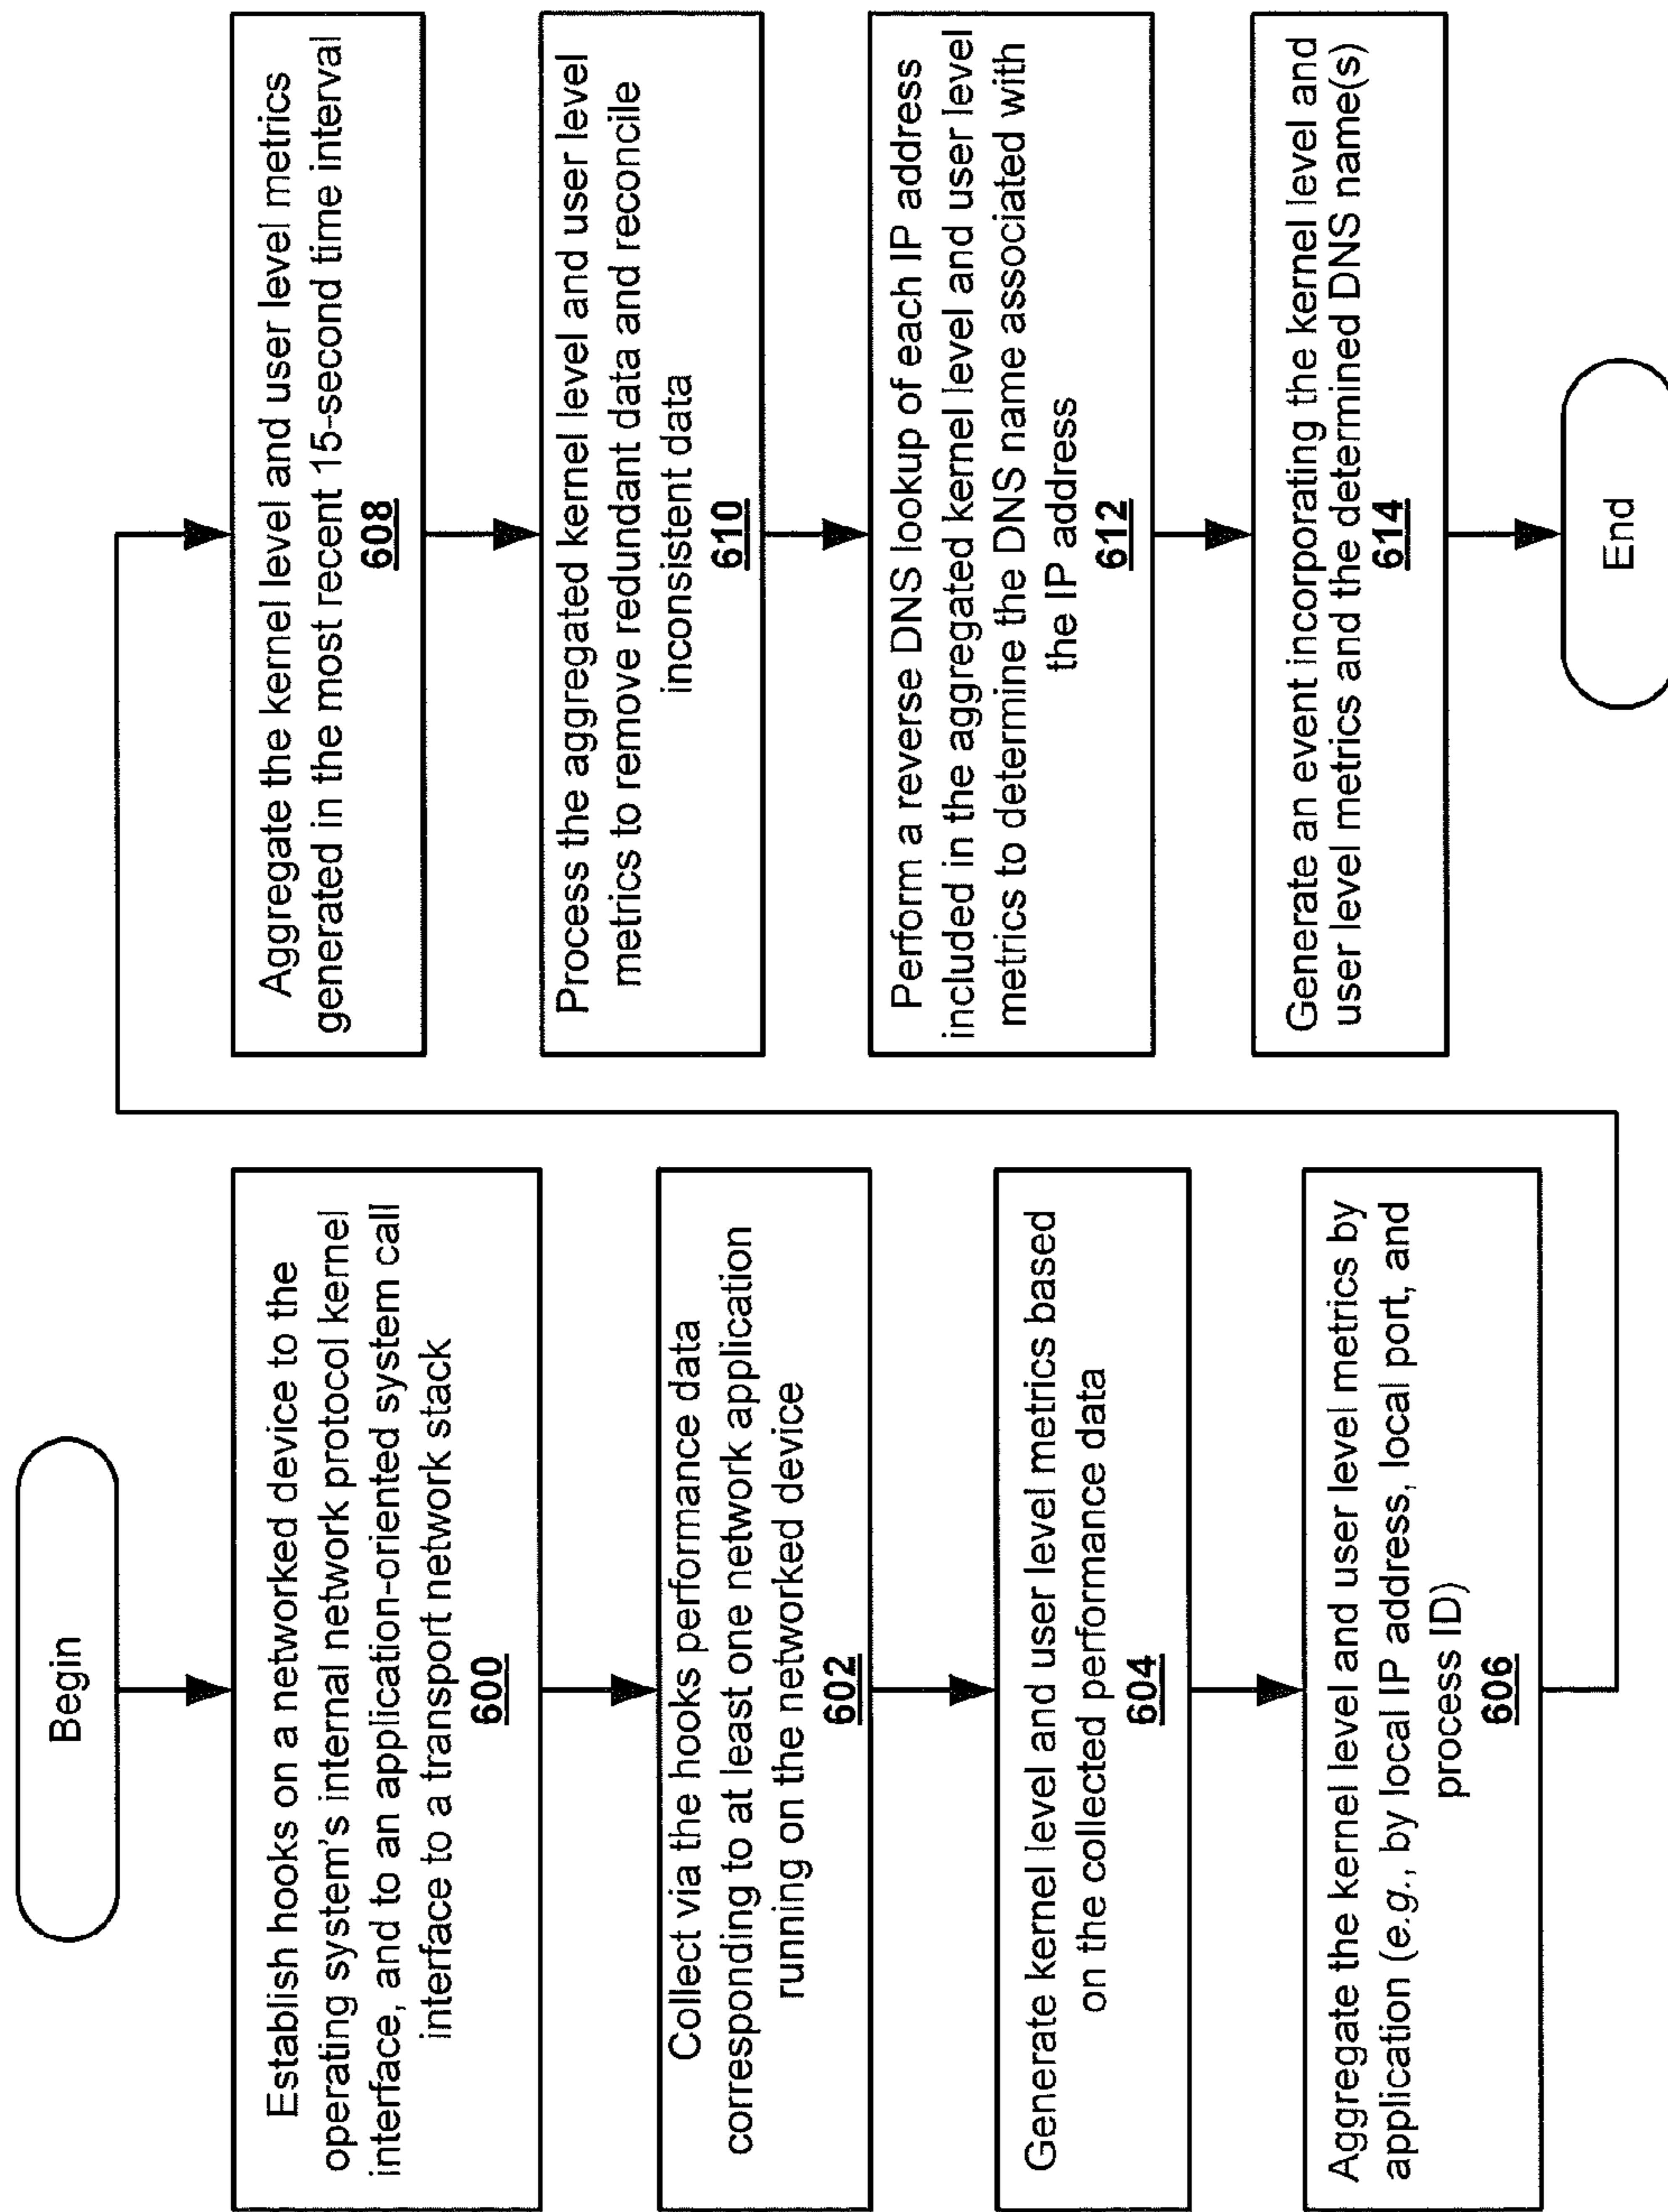 Begin
Establish hooks on a networked device to the
operating system's internal network protocol kernel
interface, and to an application-oriented system call
interface to a transport network stack
600
Collect via the hooks performance data
corresponding to at least one network application
running on the networked device
602
Generate kernel level and user level metrics based
on the collected performance data
604
Aggregate the kernel level and user level metrics by
application (e.g., by local IP address, local port, and
process ID)
606
Aggregate the kernel level and user level metrics
generated in the most recent 15-second time interval
608
Process the aggregated kernel level and user level
metrics to remove redundant data and reconcile
inconsistent data
610
Perform a reverse DNS lookup of each IP address
included in the aggregated kernel level and user level
metrics to determine the DNS name associated with
the IP address
612
Generate an event incorporating the kernel level and
user level metrics and the determined DNS name(s)
614
End